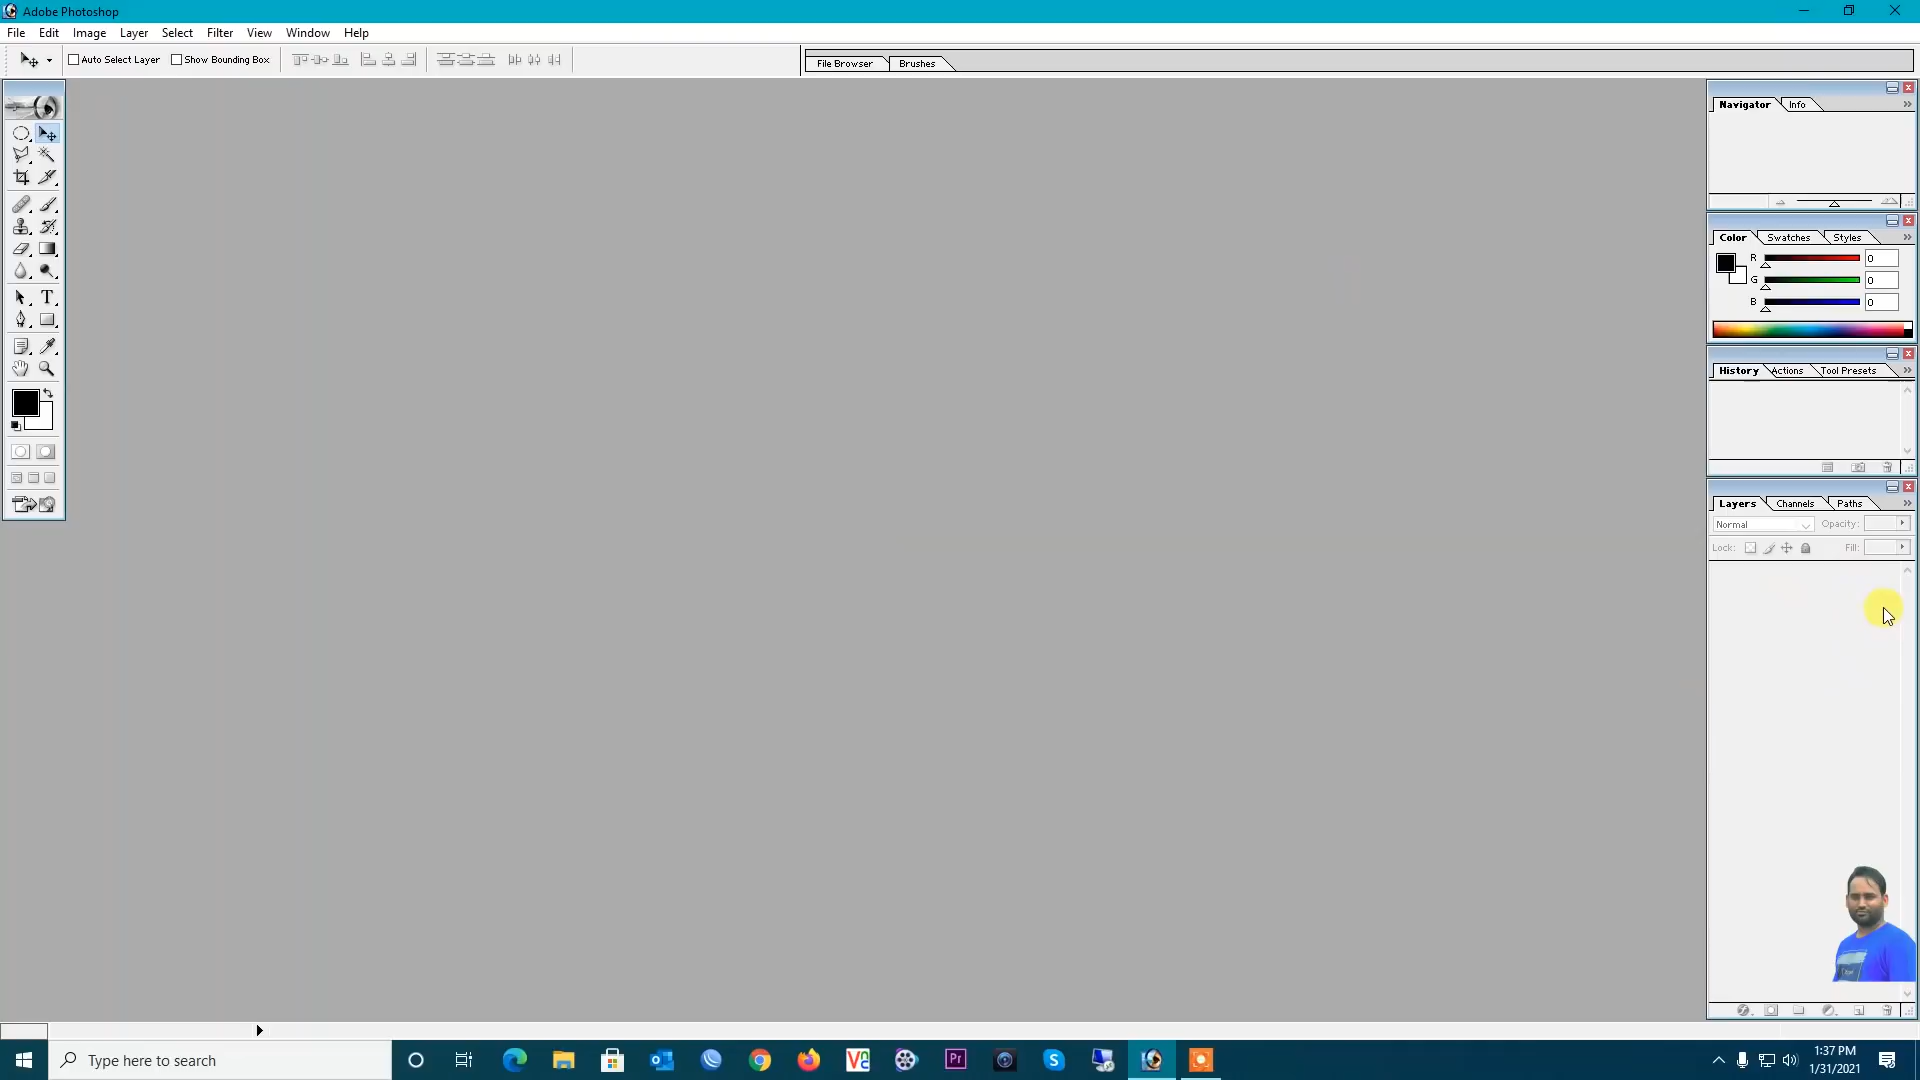 Adobe Photoshop
File Edit Image Layer Select Filter View Window Help
Auto Select Layer Show Bounding Box File Browser Brushes
Navigator Info
Color Swatches Styles
R 0
G 0
B 0
History Actions Tool Presets
Layers Channels Paths
Normal Opacity:
Lock: Fill:
Type here to search
1:37 PM
1/31/2021